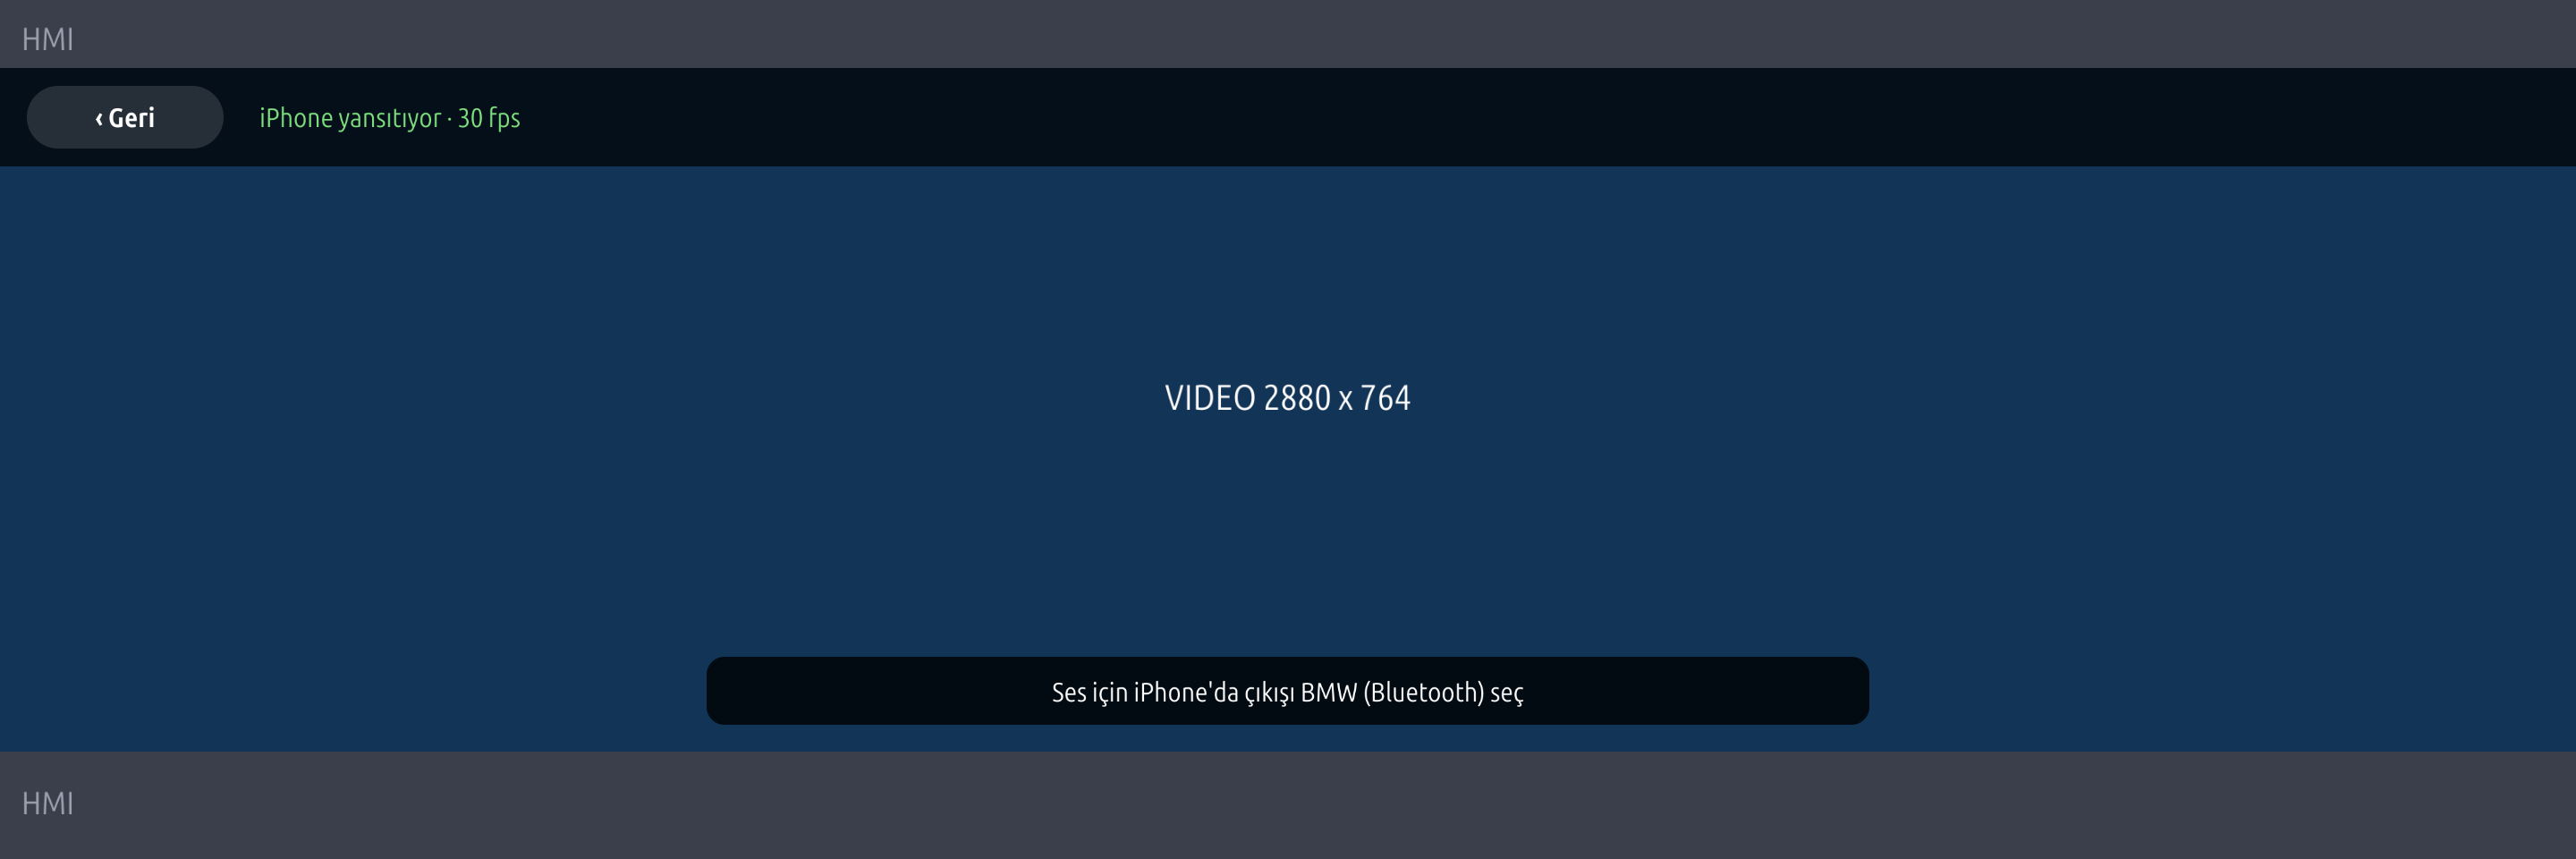 HMI
‹ Geri
iPhone yansıtıyor · 30 fps
VIDEO 2880 x 764
Ses için iPhone'da çıkışı BMW (Bluetooth) seç
HMI